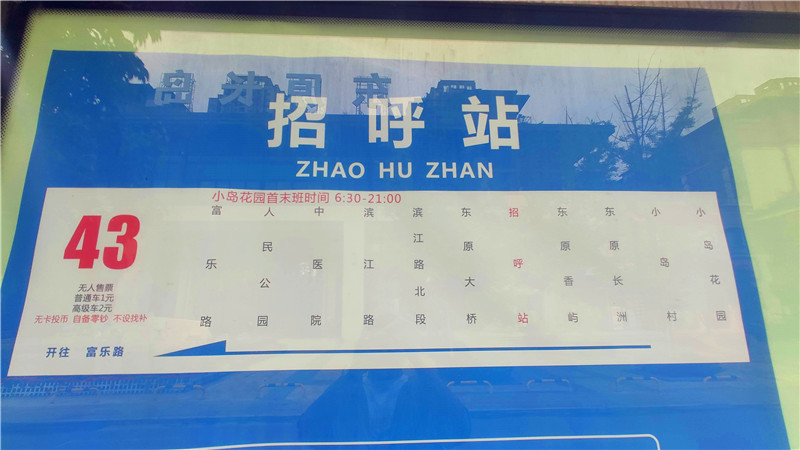 招呼站
ZHAO HU ZHAN
小岛花园首末班时间 6:30-21:00
43
无人售票
普通车1元
高级车2元
无卡投币 自备零钞 不设找补
富乐路
人民公园
中医院
滨江路
滨江路北段
东原大桥
招呼站
东原香屿
东原长洲
小岛村
小岛花园
开往 富乐路